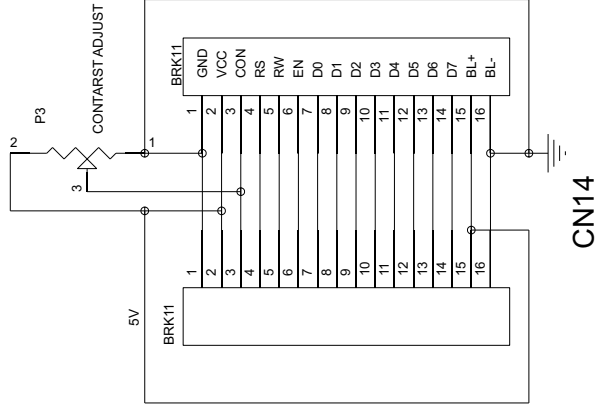 P3
2
1
3
CONTARST ADJUST
5V
BRK11
1
2
3
4
5
6
7
8
9
10
11
12
13
14
15
16
BRK11
1 GND
2 VCC
3 CON
4 RS
5 RW
6 EN
7 D0
8 D1
9 D2
10 D3
11 D4
12 D5
13 D6
14 D7
15 BL+
16 BL-
CN14